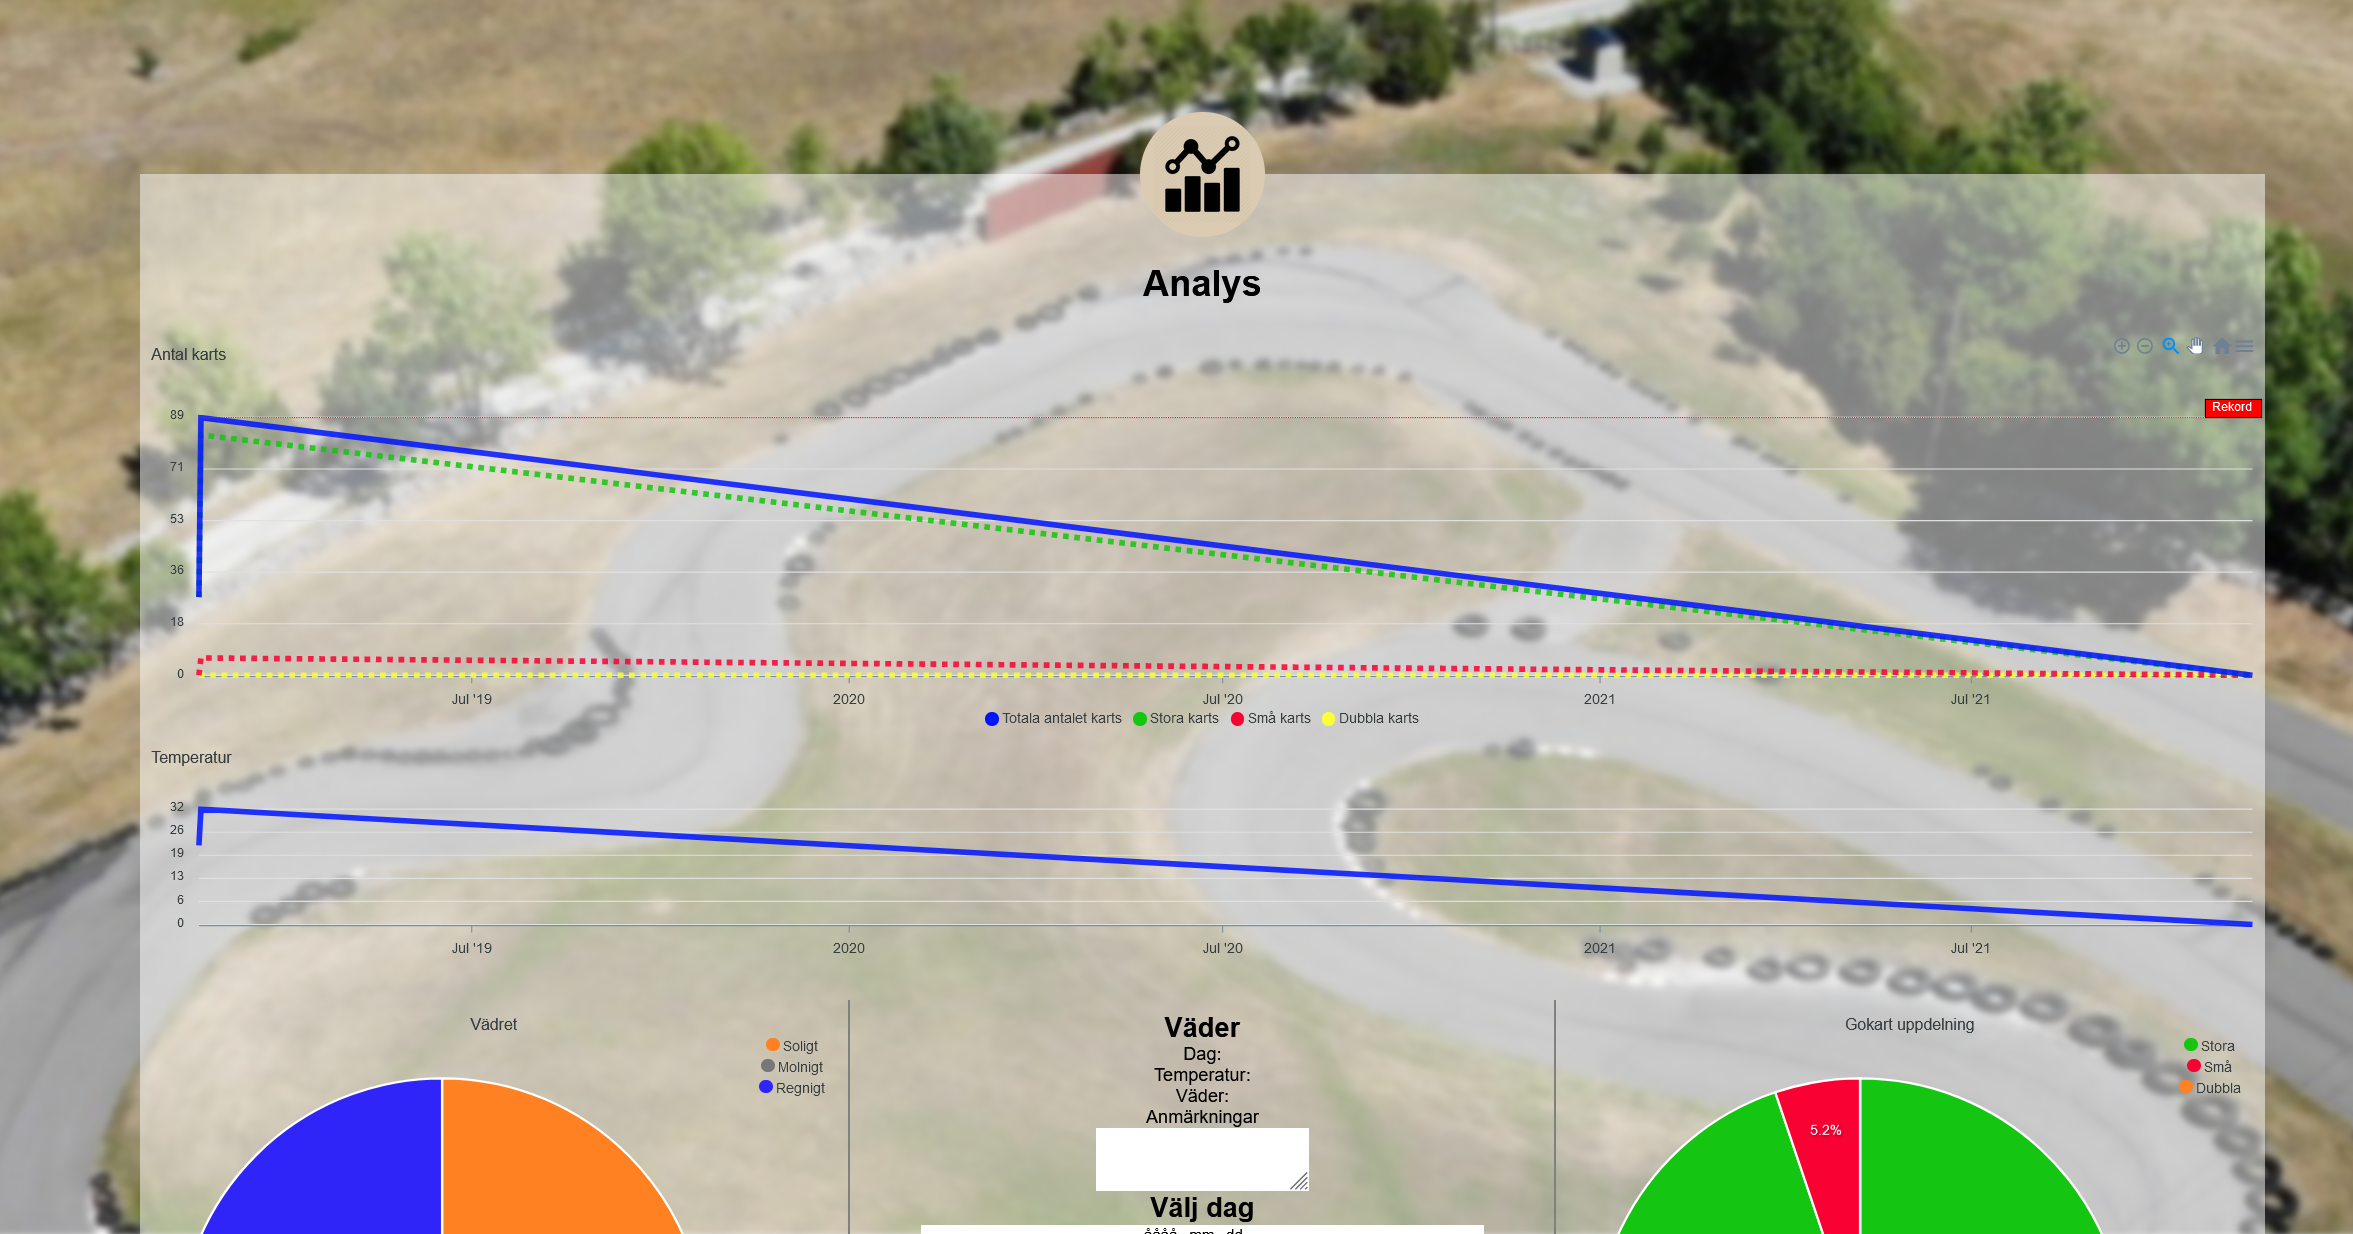 Analys
Antal karts
Rekord
89
71
53
36
18
0
Jul '19 2020 Jul '20 2021 Jul '21
Totala antalet karts Stora karts Små karts Dubbla karts
Temperatur
32
26
19
13
6
0
Jul '19 2020 Jul '20 2021 Jul '21
Vädret
Soligt
Molnigt
Regnigt
Väder
Dag:
Temperatur:
Väder:
Anmärkningar
Välj dag
åååå-mm-dd
Gokart uppdelning
Stora
Små
Dubbla
5.2%